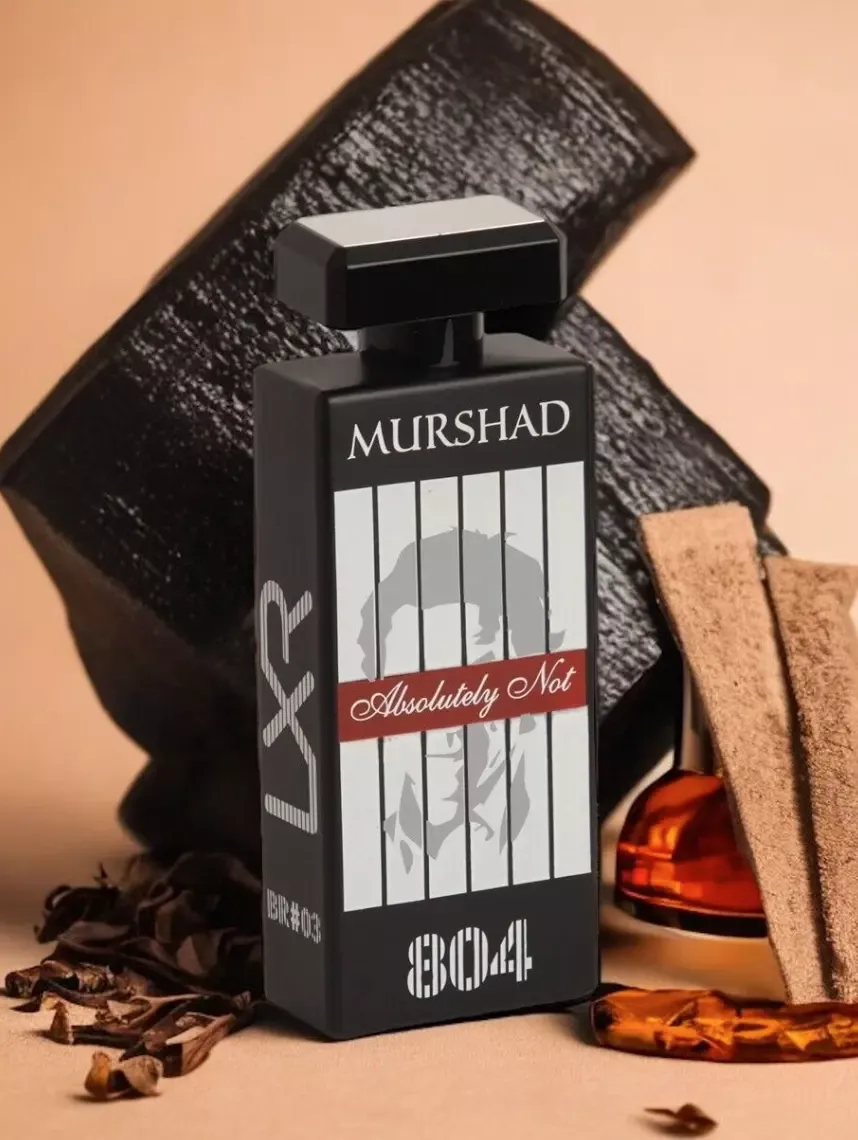 MURSHAD
Absolutely Not
804
LXR
BR#03